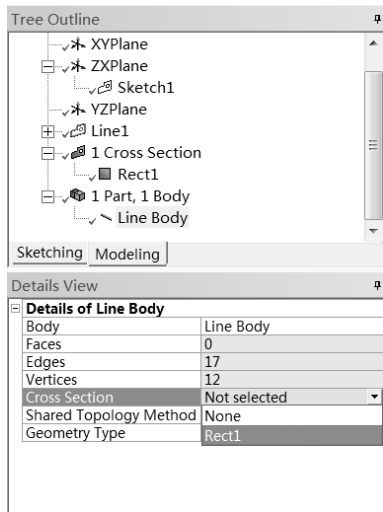 Tree Outline
XYPlane
ZXPlane
Sketch1
YZPlane
Line1
1 Cross Section
Rect1
1 Part, 1 Body
Line Body
Sketching Modeling
Details View
Details of Line Body
Body Line Body
Faces 0
Edges 17
Vertices 12
Cross Section Not selected
Shared Topology Method None
Geometry Type Rect1